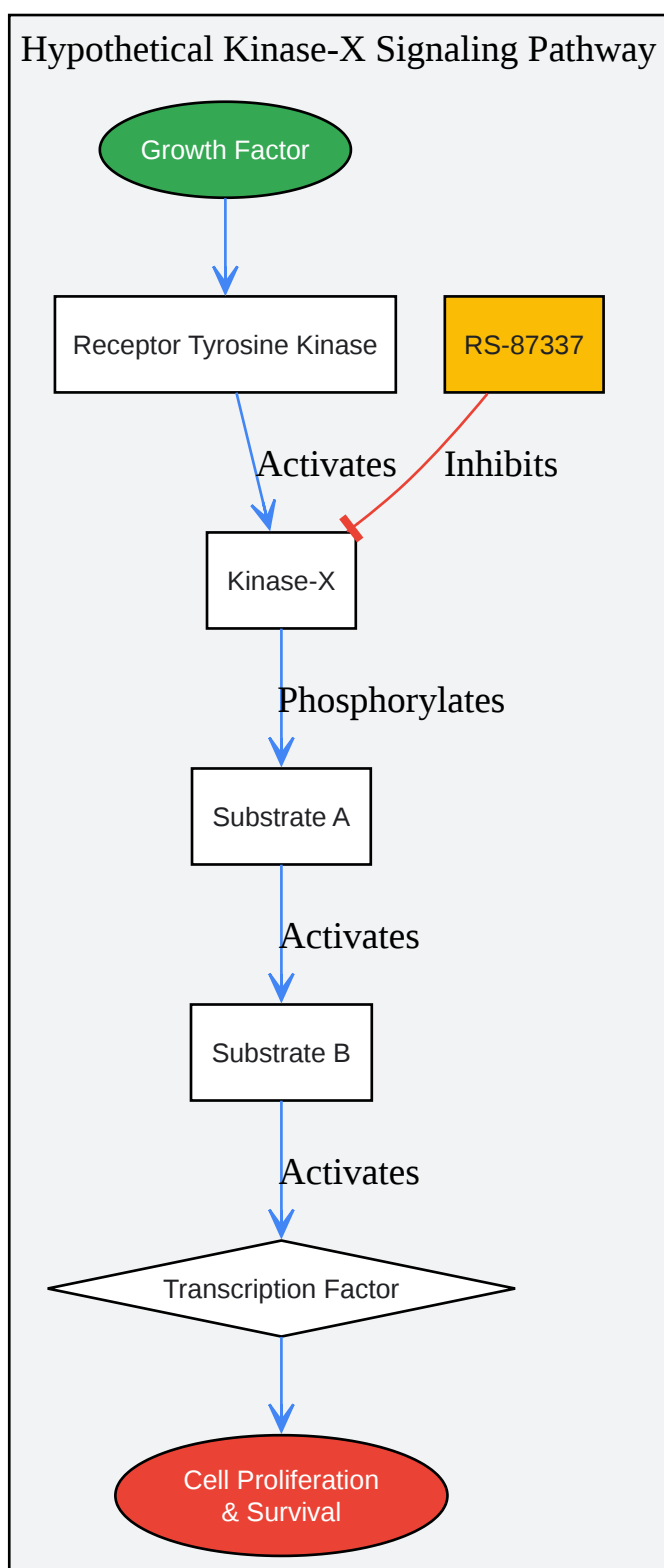 Hypothetical Kinase-X Signaling Pathway
Growth Factor
Receptor Tyrosine Kinase
RS-87337
Activates
Inhibits
Kinase-X
Phosphorylates
Substrate A
Activates
Substrate B
Activates
Transcription Factor
Cell Proliferation
& Survival